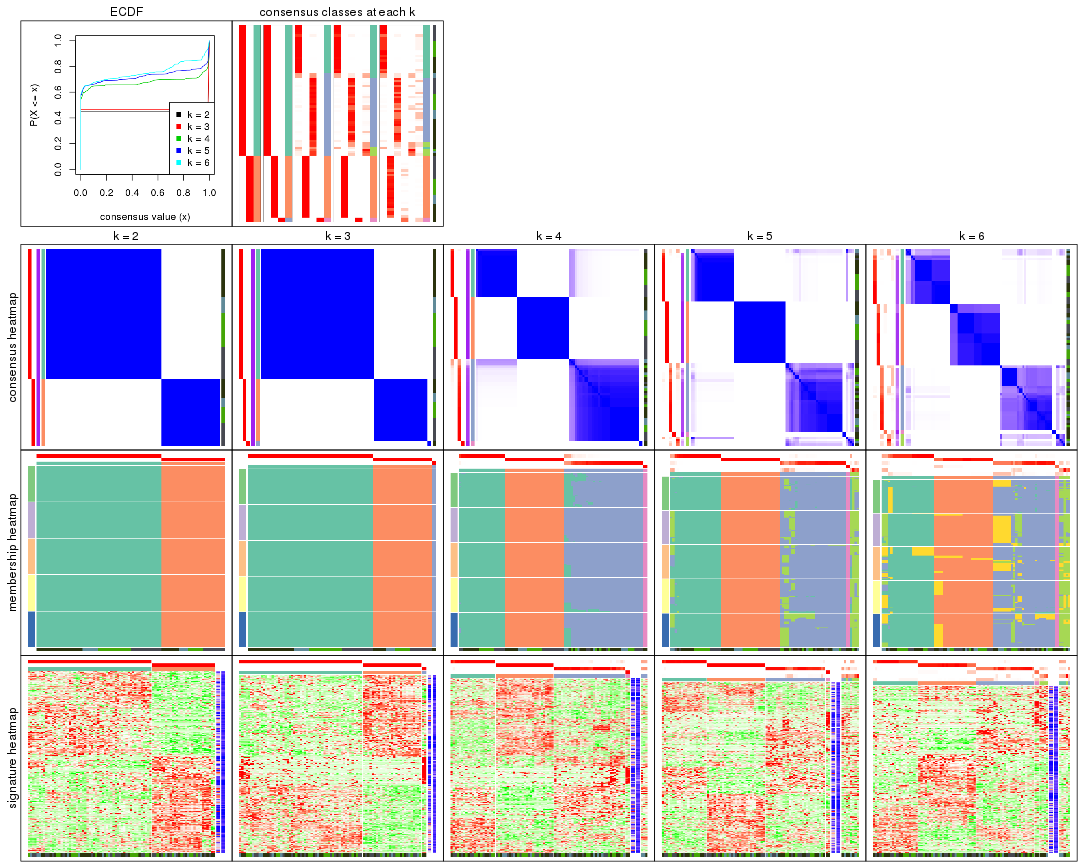 ECDF
consensus classes at each k
P(X <= x)
0.0 0.2 0.4 0.6 0.8 1.0
k = 2
k = 3
k = 4
k = 5
k = 6
0.0 0.2 0.4 0.6 0.8 1.0
consensus value (x)
k = 2
k = 3
k = 4
k = 5
k = 6
consensus heatmap
membership heatmap
signature heatmap